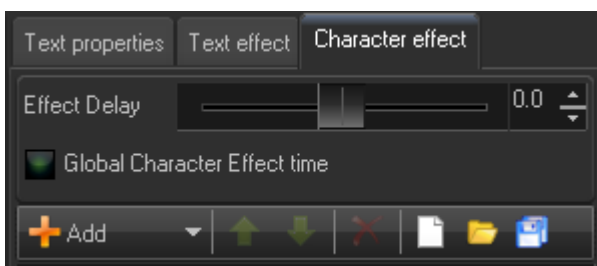 Text properties Text effect Character effect
Effect Delay 0.0
Global Character Effect time
Add